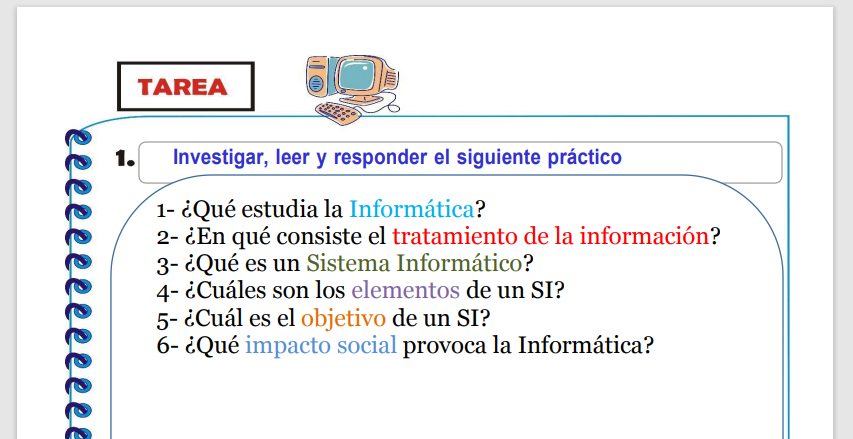 TAREA
1. Investigar, leer y responder el siguiente práctico
1- ¿Qué estudia la Informática?
2- ¿En qué consiste el tratamiento de la información?
3- ¿Qué es un Sistema Informático?
4- ¿Cuáles son los elementos de un SI?
5- ¿Cuál es el objetivo de un SI?
6- ¿Qué impacto social provoca la Informática?